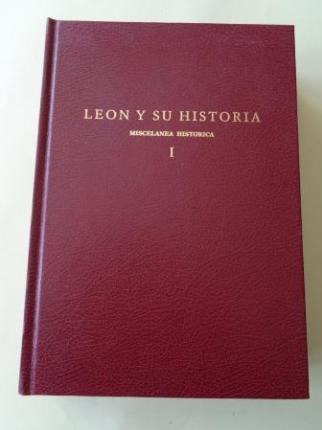 LEON Y SU HISTORIA
MISCELANEA HISTORICA
I